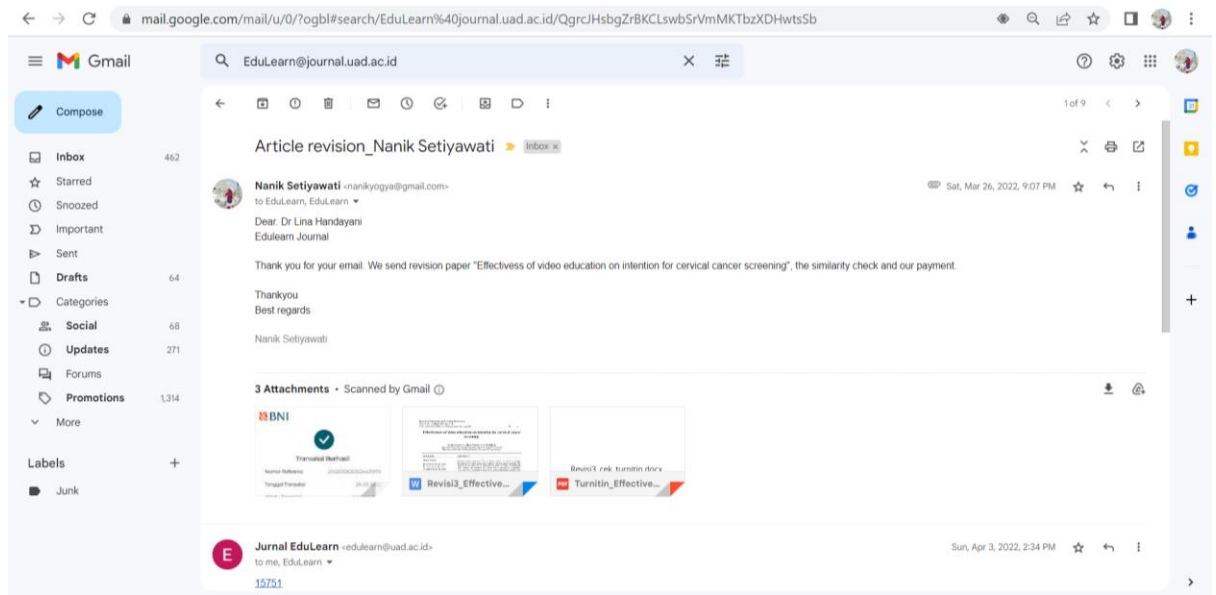 mail.google.com/mail/u/0/?ogbl#search/EduLearn%40journal.uad.ac.id/QgrcJHsbgZrBKCLswbSrVmMKTbzXDHwtsSb
Gmail
EduLearn@journal.uad.ac.id
Compose
1 of 9
Inbox 462
Starred
Snoozed
Important
Sent
Drafts 64
Categories
Social 68
Updates 271
Forums
Promotions 1,314
More
Labels
Junk
Article revision_Nanik Setiyawati Inbox x
Nanik Setiyawati <nanikyogya@gmail.com> Sat, Mar 26, 2022, 9:07 PM
to EduLearn, EduLearn
Dear. Dr Lina Handayani
Edulearn Journal
Thank you for your email. We send revision paper "Effectivess of video education on intention for cervical cancer screening", the similarity check and our payment.
Thankyou
Best regards
Nanik Setiyawati
3 Attachments • Scanned by Gmail
BNI
Transaksi Berhasil
Nomor Referensi
Tanggal Transaksi
W Revisi3_Effective...
Revisi3_cek_turnitin.docx
PDF Turnitin_Effective...
E
Jurnal EduLearn <edulearn@uad.ac.id> Sun, Apr 3, 2022, 2:34 PM
to me, EduLearn
15751